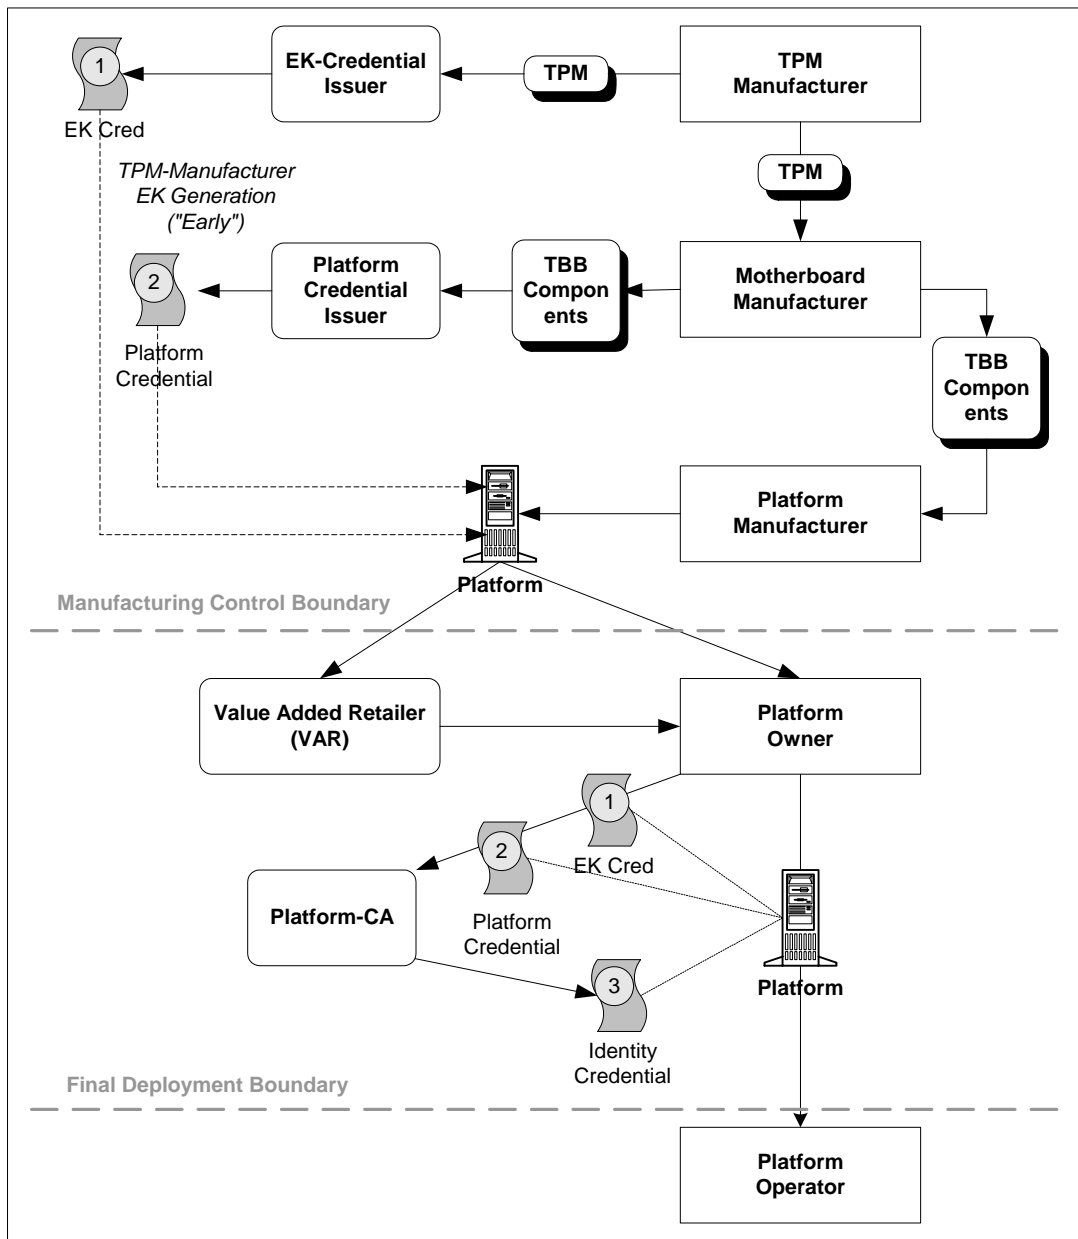 1
EK Cred
EK-Credential
Issuer
TPM
TPM
Manufacturer
TPM
TPM-Manufacturer
EK Generation
("Early")
2
Platform
Credential
Platform
Credential
Issuer
TBB
Compon
ents
Motherboard
Manufacturer
TBB
Compon
ents
Platform
Manufacturer
Platform
Manufacturing Control Boundary
Value Added Retailer
(VAR)
Platform
Owner
1
EK Cred
2
Platform
Credential
Platform-CA
3
Identity
Credential
Platform
Final Deployment Boundary
Platform
Operator